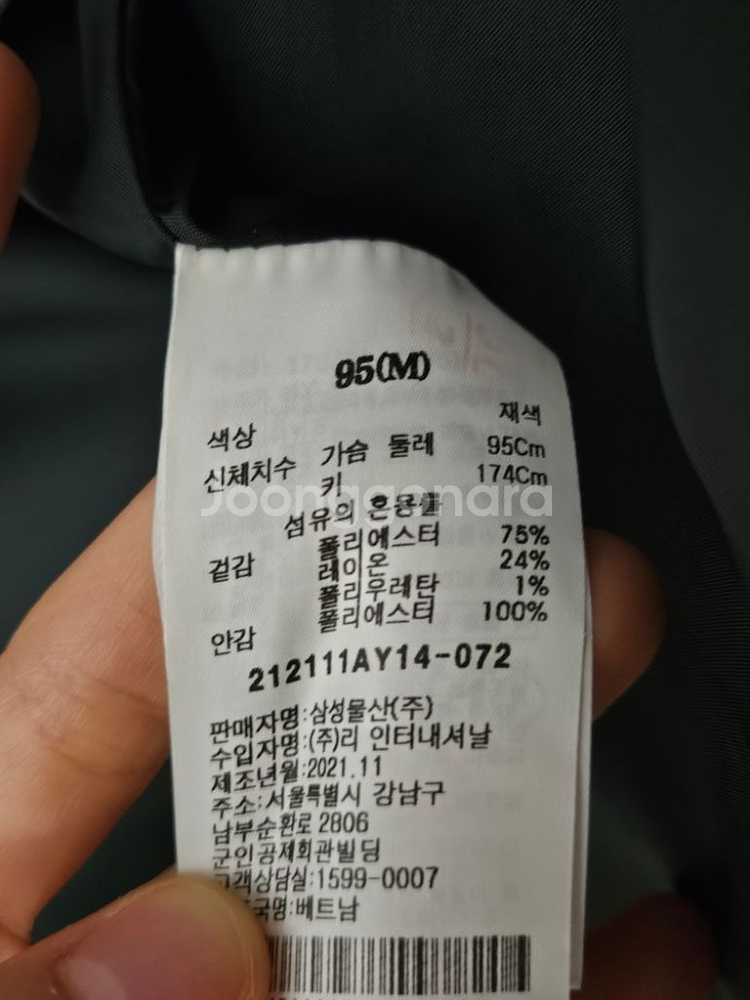 95(M)
색상 재색
신체치수 가슴 둘레 95Cm
키 174Cm
섬유의 혼용률
겉감 폴리에스터 75%
레이온 24%
폴리우레탄 1%
안감 폴리에스터 100%
212111AY14-072
판매자명:삼성물산(주)
수입자명:(주)리 인터내셔날
제조년월:2021.11
주소:서울특별시 강남구
남부순환로 2806
군인공제회관빌딩
고객상담실:1599-0007
국명:베트남
Joonggonara